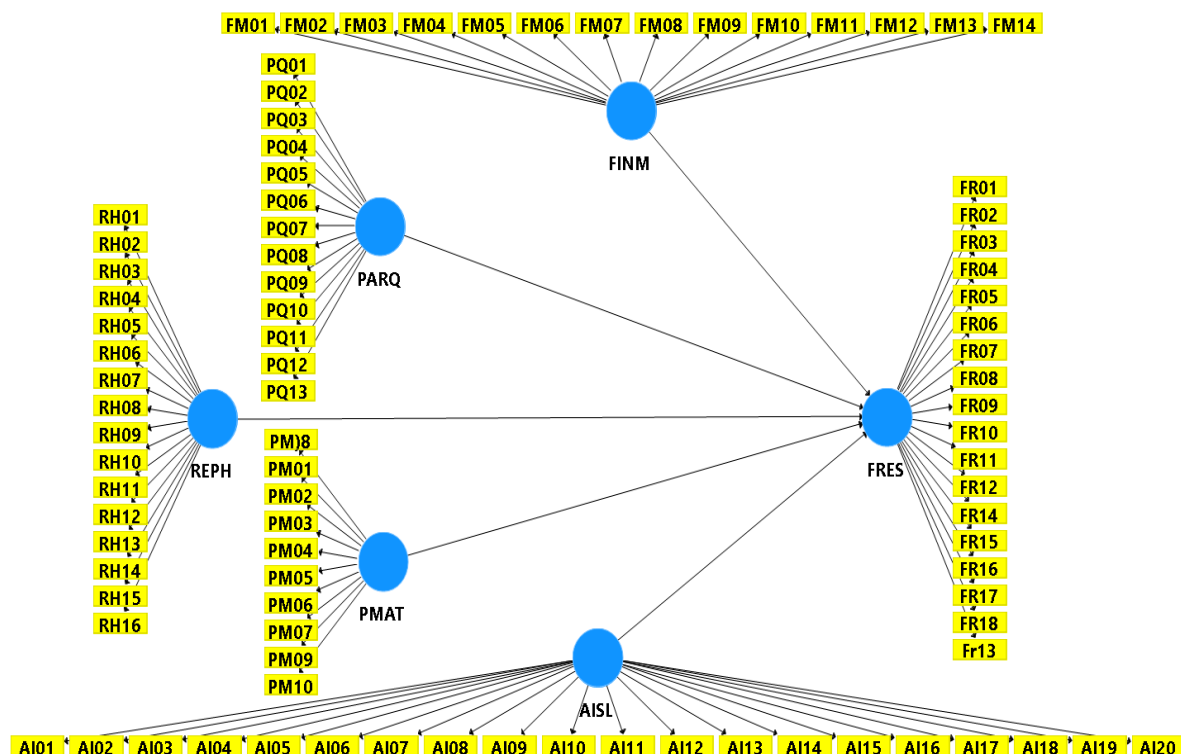 FM01 FM02 FM03 FM04 FM05 FM06 FM07 FM08 FM09 FM10 FM11 FM12 FM13 FM14
FINM
PQ01
PQ02
PQ03
PQ04
PQ05
PQ06
PQ07
PQ08
PQ09
PQ10
PQ11
PQ12
PQ13
PARQ
RH01
RH02
RH03
RH04
RH05
RH06
RH07
RH08
RH09
RH10
RH11
RH12
RH13
RH14
RH15
RH16
REPH
PM)8
PM01
PM02
PM03
PM04
PM05
PM06
PM07
PM09
PM10
PMAT
FR01
FR02
FR03
FR04
FR05
FR06
FR07
FR08
FR09
FR10
FR11
FR12
FR14
FR15
FR16
FR17
FR18
Fr13
FRES
AISL
AI01 AI02 AI03 AI04 AI05 AI06 AI07 AI08 AI09 AI10 AI11 AI12 AI13 AI14 AI15 AI16 AI17 AI18 AI19 AI20